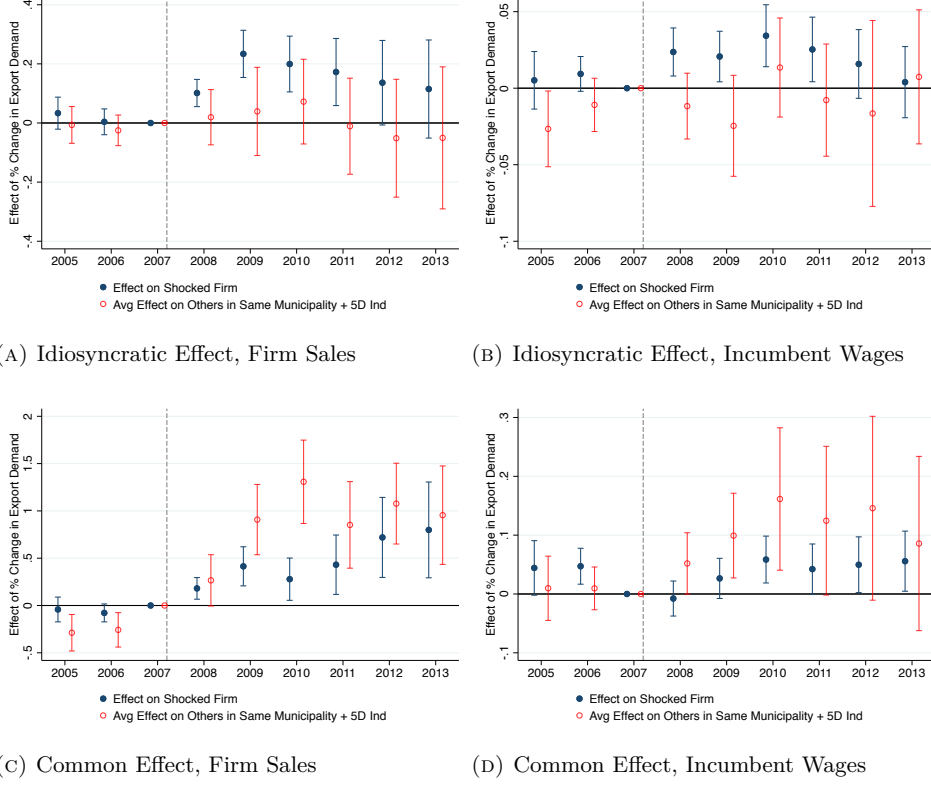 Effect of % Change in Export Demand
.4
.2
0
-.2
-.4
2005 2006 2007 2008 2009 2010 2011 2012 2013
Effect on Shocked Firm
Avg Effect on Others in Same Municipality + 5D Ind
(A) Idiosyncratic Effect, Firm Sales
Effect of % Change in Export Demand
.05
0
-.05
-.1
2005 2006 2007 2008 2009 2010 2011 2012 2013
Effect on Shocked Firm
Avg Effect on Others in Same Municipality + 5D Ind
(B) Idiosyncratic Effect, Incumbent Wages
Effect of % Change in Export Demand
2
1.5
1
.5
0
-.5
2005 2006 2007 2008 2009 2010 2011 2012 2013
Effect on Shocked Firm
Avg Effect on Others in Same Municipality + 5D Ind
(C) Common Effect, Firm Sales
Effect of % Change in Export Demand
.3
.2
.1
0
-.1
2005 2006 2007 2008 2009 2010 2011 2012 2013
Effect on Shocked Firm
Avg Effect on Others in Same Municipality + 5D Ind
(D) Common Effect, Incumbent Wages